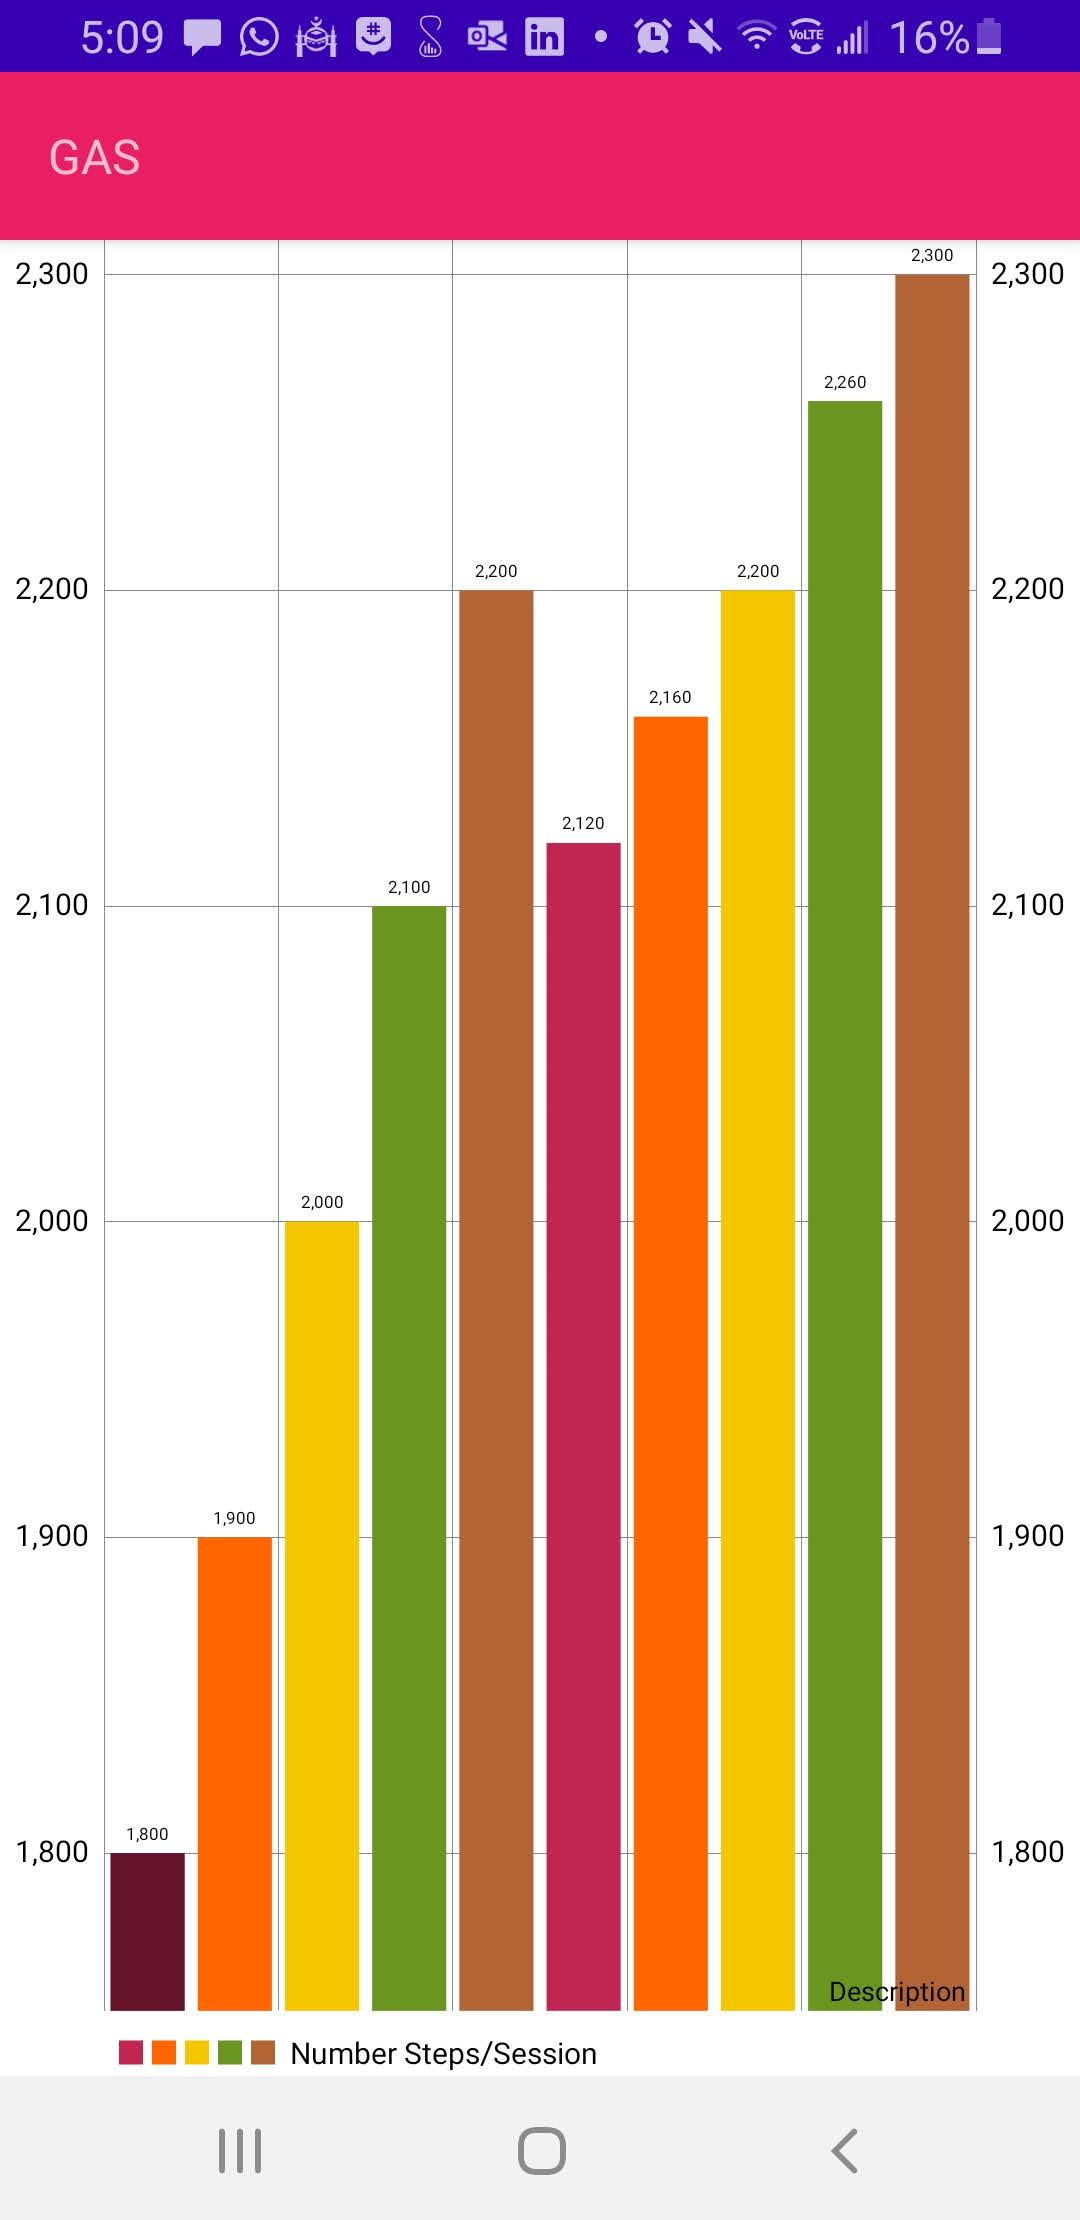 5:09 VoLTE 16%
GAS
2,300 2,300 2,300
2,260
2,200 2,200 2,200 2,200
2,160
2,120
2,100 2,100 2,100
2,000 2,000 2,000
1,900 1,900 1,900
1,800 1,800 1,800
Description
Number Steps/Session